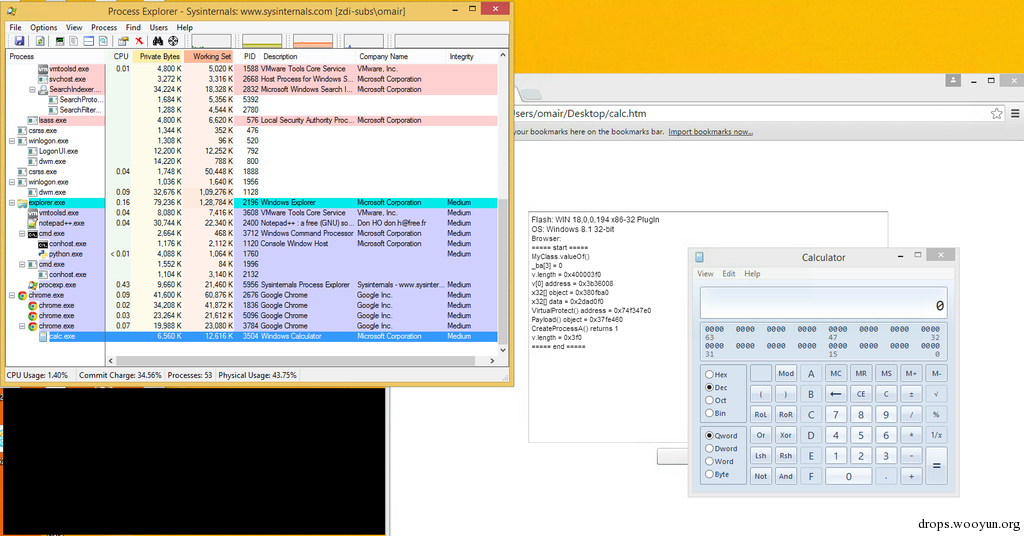 Process Explorer - Sysinternals: www.sysinternals.com [zdi-subs\omair]
File Options View Process Find Users Help
Process CPU Private Bytes Working Set PID Description Company Name Integrity
vmtoolsd.exe 0.01 4,800 K 5,020 K 1588 VMware Tools Core Service VMware, Inc.
svchost.exe 3,272 K 3,316 K 2668 Host Process for Windows S... Microsoft Corporation
SearchIndexer.... 34,224 K 18,328 K 2832 Microsoft Windows Search I... Microsoft Corporation
SearchProto... 1,684 K 5,356 K 5392
SearchFilter... 1,288 K 4,544 K 2780
lsass.exe 4,800 K 6,620 K 576 Local Security Authority Proc... Microsoft Corporation
csrss.exe 1,344 K 352 K 476
winlogon.exe 1,308 K 96 K 520
LogonUI.exe 12,200 K 12,252 K 792
dwm.exe 14,220 K 788 K 800
csrss.exe 0.04 1,748 K 50,448 K 1888
winlogon.exe 1,036 K 1,640 K 1956
dwm.exe 0.09 32,676 K 1,09,276 K 1128
explorer.exe 0.16 79,236 K 1,28,784 K 2196 Windows Explorer Microsoft Corporation Medium
vmtoolsd.exe 0.04 8,080 K 7,416 K 3608 VMware Tools Core Service VMware, Inc. Medium
notepad++.exe 0.04 30,744 K 22,340 K 2400 Notepad++ : a free (GNU) so... Don HO don.h@free.fr Medium
cmd.exe 2,664 K 468 K 3712 Windows Command Processor Microsoft Corporation Medium
conhost.exe 1,176 K 2,112 K 1120 Console Window Host Microsoft Corporation Medium
python.exe < 0.01 4,088 K 1,064 K 1760 Medium
cmd.exe 1,552 K 84 K 1996
conhost.exe 1,104 K 3,140 K 2132
procexp.exe 0.43 9,660 K 21,460 K 5956 Sysinternals Process Explorer Sysinternals - www.sysinter... Medium
chrome.exe 0.09 41,600 K 60,876 K 2676 Google Chrome Google Inc. Medium
chrome.exe 0.02 34,208 K 41,872 K 1836 Google Chrome Google Inc. Medium
chrome.exe 0.03 23,264 K 21,612 K 5096 Google Chrome Google Inc. Medium
chrome.exe 0.07 19,988 K 23,080 K 3784 Google Chrome Google Inc. Medium
calc.exe 6,560 K 12,616 K 3504 Windows Calculator Microsoft Corporation Medium
CPU Usage: 1.40% Commit Charge: 34.56% Processes: 53 Physical Usage: 43.75%
sers/omair/Desktop/calc.htm
your bookmarks here on the bookmarks bar. Import bookmarks now...
Flash: WIN 18,0,0,194 x86-32 PlugIn
OS: Windows 8.1 32-bit
Browser:
===== start =====
MyClass.valueOf()
_ba[3] = 0
v.length = 0x400003f0
v[0] address = 0x3b36008
x32[] object = 0x380fba0
x32[] data = 0x2dad0f0
VirtualProtect() address = 0x74f347e0
Payload() object = 0x37fe460
CreateProcessA() returns 1
v.length = 0x3f0
===== end =====
Calculator
View Edit Help
0
0000 0000 0000 0000 0000 0000 0000 0000
63 47 32
0000 0000 0000 0000 0000 0000 0000 0000
31 15 0
Hex Mod A MC MR MS M+ M-
Dec ( ) B ← CE C ± √
Oct RoL RoR C 7 8 9 / %
Bin
Qword Or Xor D 4 5 6 * 1/x
Dword Lsh Rsh E 1 2 3 - =
Word
Byte Not And F 0 . +
drops.wooyun.org